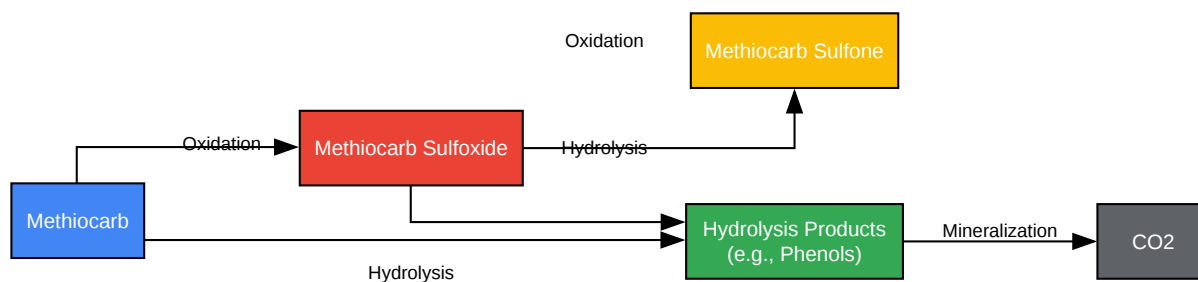 Oxidation
Methiocarb Sulfone
Oxidation
Methiocarb Sulfoxide
Hydrolysis
Methiocarb
Hydrolysis Products
(e.g., Phenols)
Mineralization
CO2
Hydrolysis